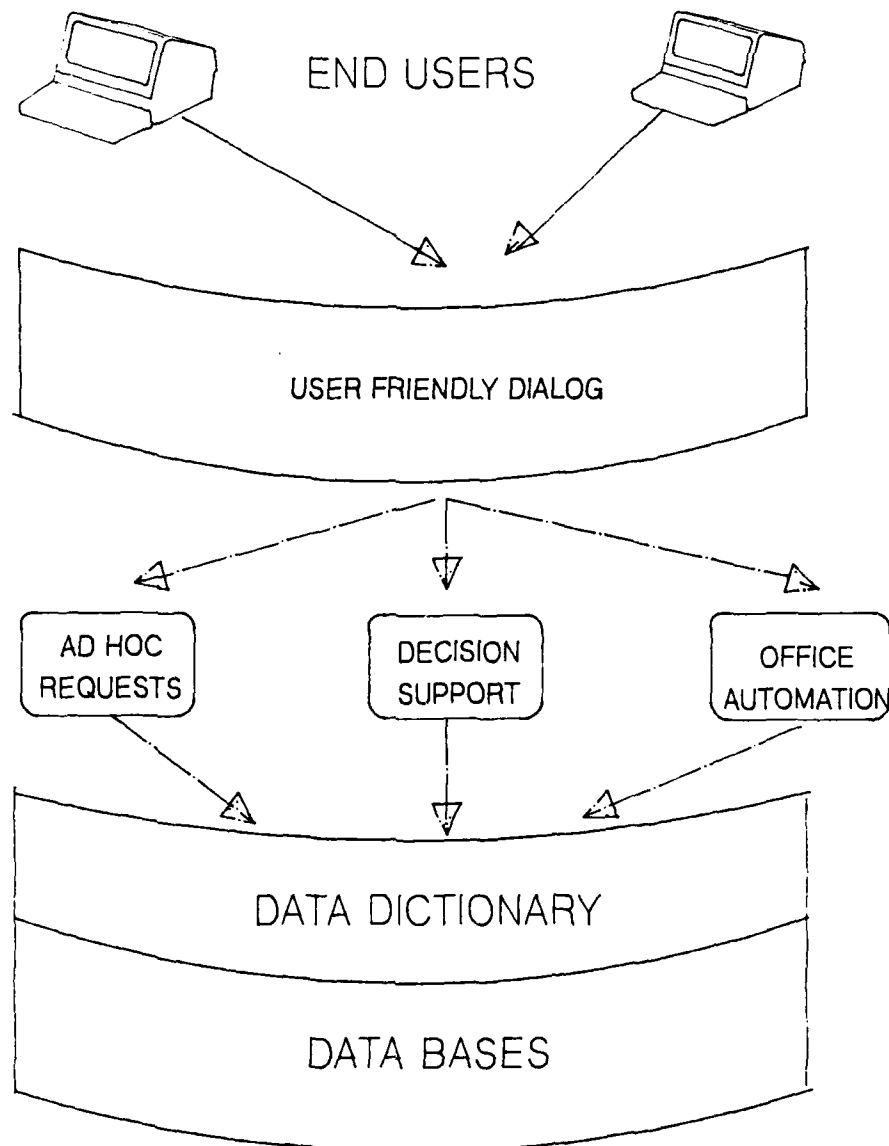 END USERS
USER FRIENDLY DIALOG
AD HOC
REQUESTS
DECISION
SUPPORT
OFFICE
AUTOMATION
DATA DICTIONARY
DATA BASES